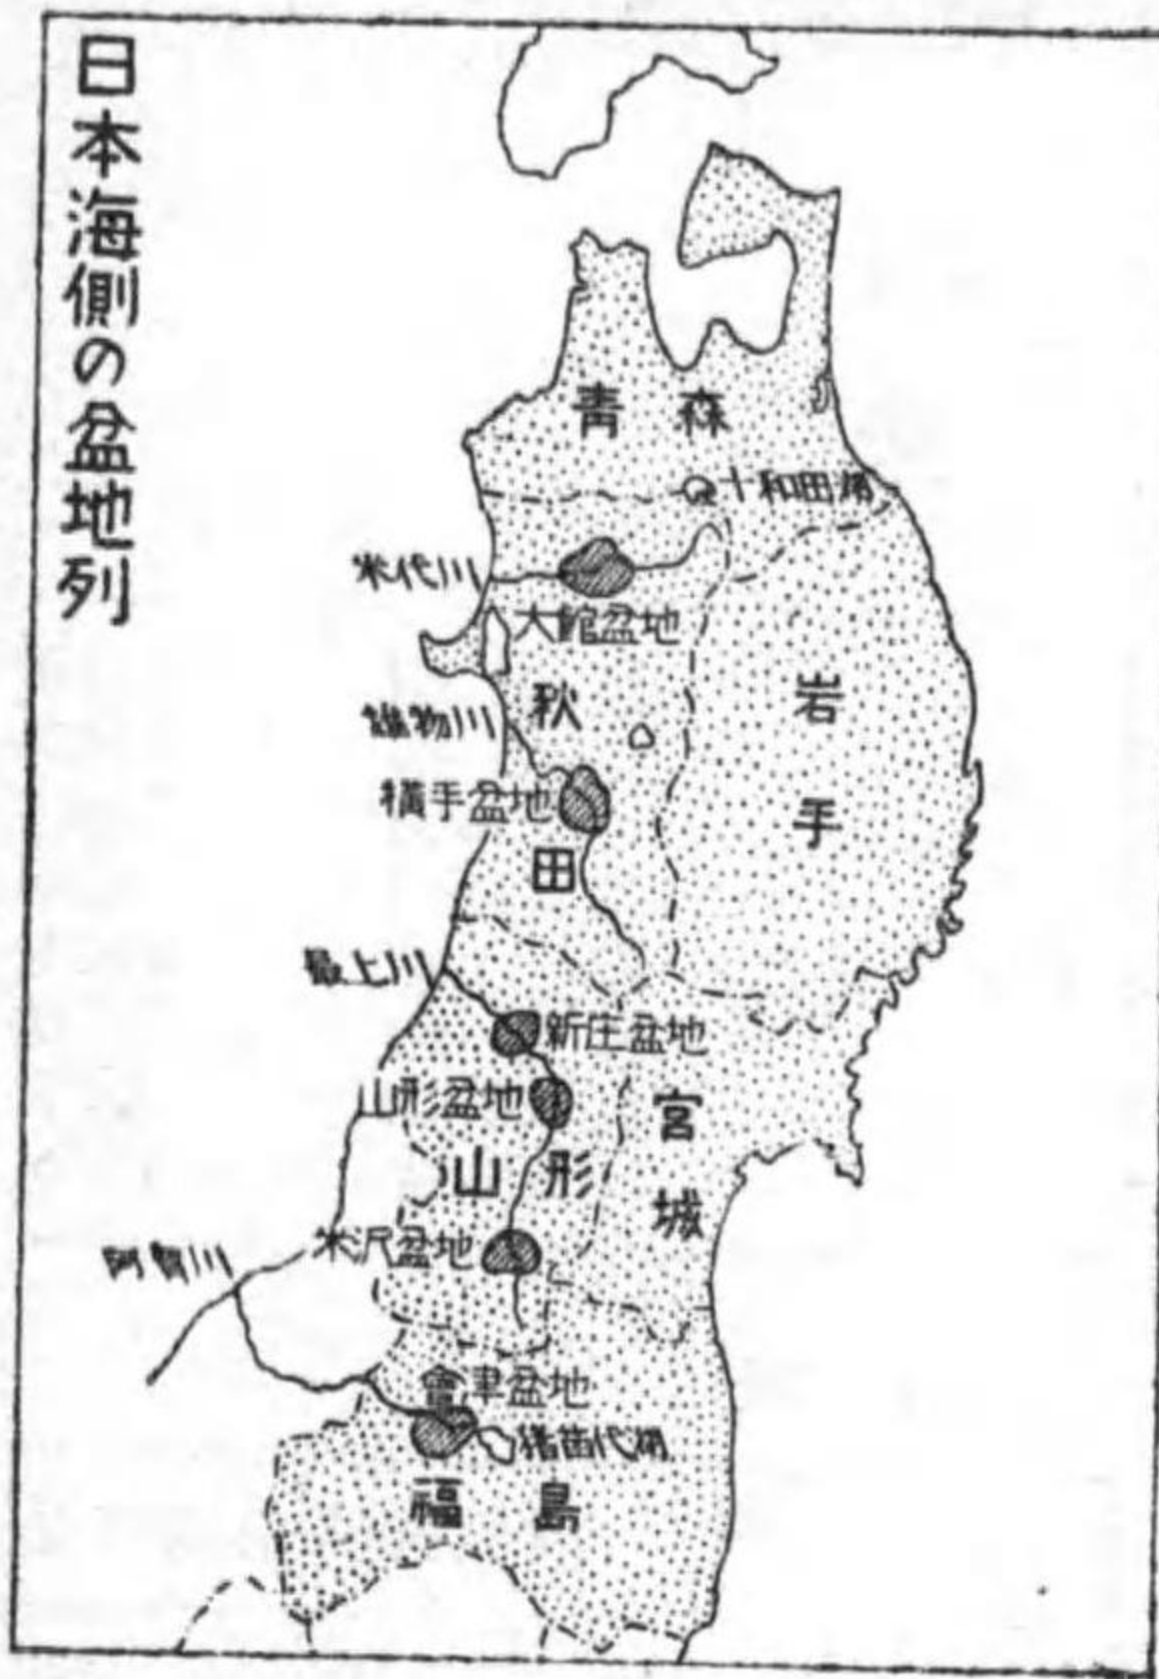 日本海側の盆地列
青森
十和田湖
米代川
大館盆地
秋田
岩手
雄物川
横手盆地
最上川
新庄盆地
山形盆地
宮城
山形
米沢盆地
阿賀川
會津盆地
猪苗代湖
福島